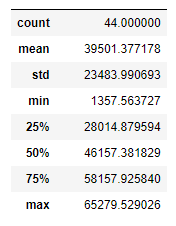 count 44.000000
mean 39501.377178
std 23483.990693
min 1357.563727
25% 28014.879594
50% 46157.381829
75% 58157.925840
max 65279.529026